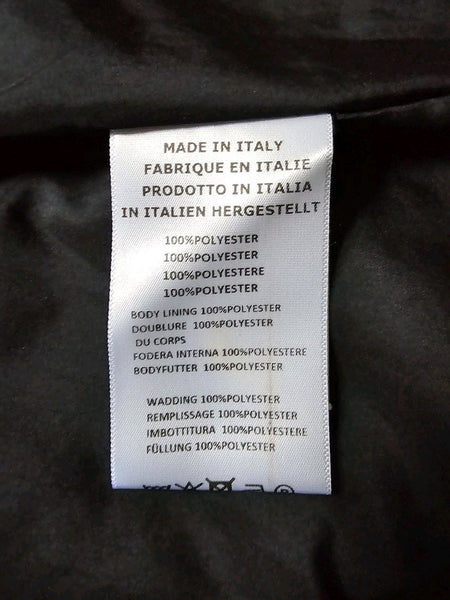 MADE IN ITALY
FABRIQUE EN ITALIE
PRODOTTO IN ITALIA
IN ITALIEN HERGESTELLT
100%POLYESTER
100%POLYESTER
100%POLYESTERE
100%POLYESTER
BODY LINING 100%POLYESTER
DOUBLURE 100%POLYESTER
DU CORPS
FODERA INTERNA 100%POLYESTERE
BODYFUTTER 100%POLYESTER
WADDING 100%POLYESTER
REMPLISSAGE 100%POLYESTER
IMBOTTITURA 100%POLYESTERE
FÜLLUNG 100%POLYESTER